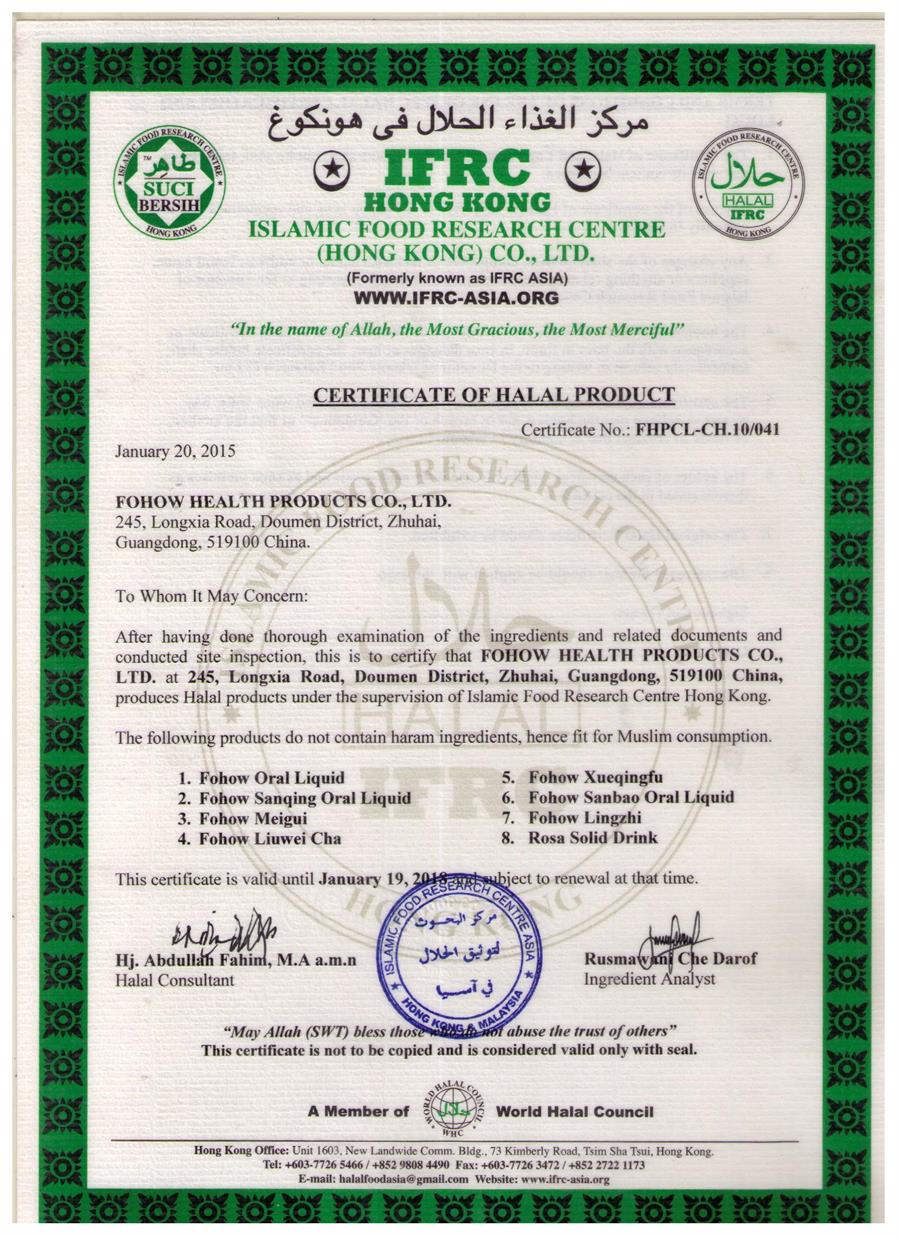 مركز الغذاء الحلال في هونكوغ
ISLAMIC FOOD RESEARCH CENTRE
طاهر
TM
SUCI
BERSIH
HONG KONG
IFRC
HONG KONG
ISLAMIC FOOD RESEARCH CENTRE
(HONG KONG) CO., LTD.
(Formerly known as IFRC ASIA)
WWW.IFRC-ASIA.ORG
ISLAMIC FOOD RESEARCH CENTRE
حلال
HALAL
IFRC
HONG KONG
“In the name of Allah, the Most Gracious, the Most Merciful”
CERTIFICATE OF HALAL PRODUCT
Certificate No.: FHPCL-CH.10/041
January 20, 2015
FOHOW HEALTH PRODUCTS CO., LTD.
245, Longxia Road, Doumen District, Zhuhai,
Guangdong, 519100 China.
To Whom It May Concern:
After having done thorough examination of the ingredients and related documents and
conducted site inspection, this is to certify that FOHOW HEALTH PRODUCTS CO.,
LTD. at 245, Longxia Road, Doumen District, Zhuhai, Guangdong, 519100 China,
produces Halal products under the supervision of Islamic Food Research Centre Hong Kong.
The following products do not contain haram ingredients, hence fit for Muslim consumption.
1. Fohow Oral Liquid
2. Fohow Sanqing Oral Liquid
3. Fohow Meigui
4. Fohow Liuwei Cha
5. Fohow Xueqingfu
6. Fohow Sanbao Oral Liquid
7. Fohow Lingzhi
8. Rosa Solid Drink
ISLAMIC FOOD RESEARCH CENTRE
حلال
HALAL
IFRC
HONG KONG
This certificate is valid until January 19, 2018 and subject to renewal at that time.
Hj. Abdullah Fahim, M.A a.m.n
Halal Consultant
ISLAMIC FOOD RESEARCH CENTRE ASIA
مركز البحوث
لتوثيق الحلال
في آسيا
HONG KONG & MALAYSIA
Rusmawani Che Darof
Ingredient Analyst
“May Allah (SWT) bless those who do not abuse the trust of others”
This certificate is not to be copied and is considered valid only with seal.
A Member of
WORLD HALAL COUNCIL
حلال
WHC
World Halal Council
Hong Kong Office: Unit 1603, New Landwide Comm. Bldg., 73 Kimberly Road, Tsim Sha Tsui, Hong Kong.
Tel: +603-7726 5466 / +852 9808 4490 Fax: +603-7726 3472 / +852 2722 1173
E-mail: halalfoodasia@gmail.com Website: www.ifrc-asia.org